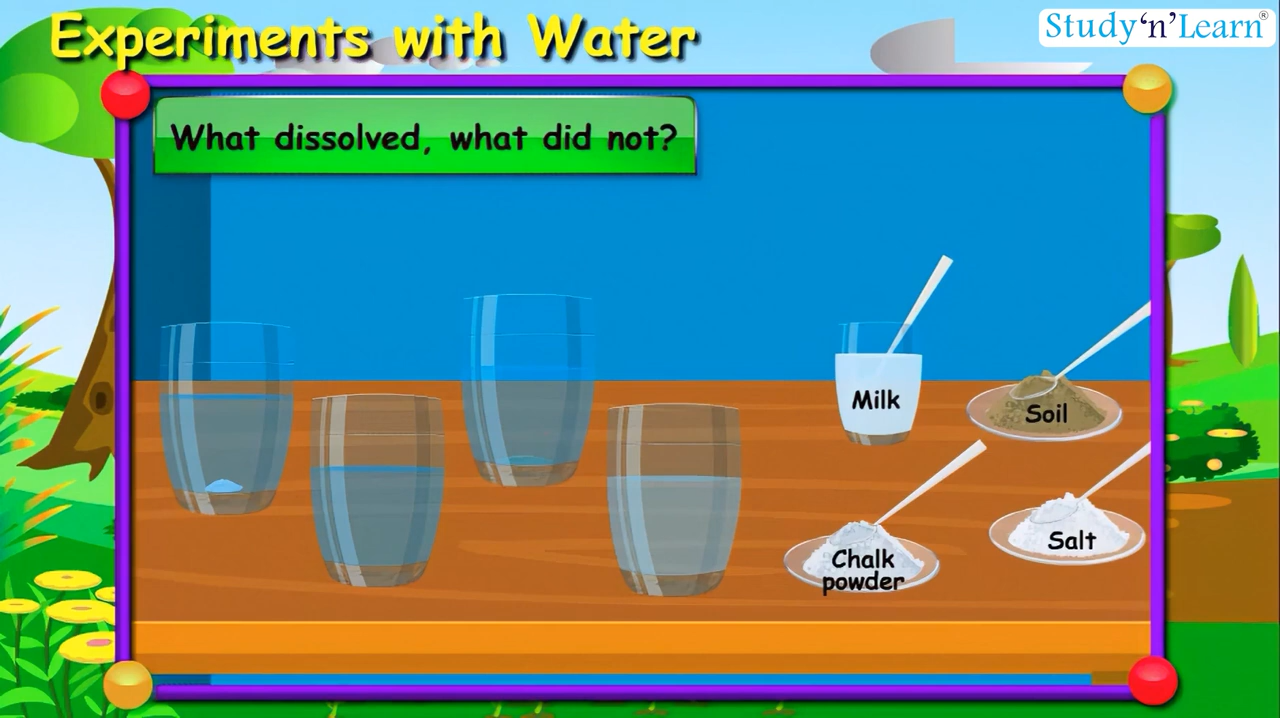 Experiments with Water
Study‘n’Learn®
What dissolved, what did not?
Milk
Soil
Chalk
powder
Salt